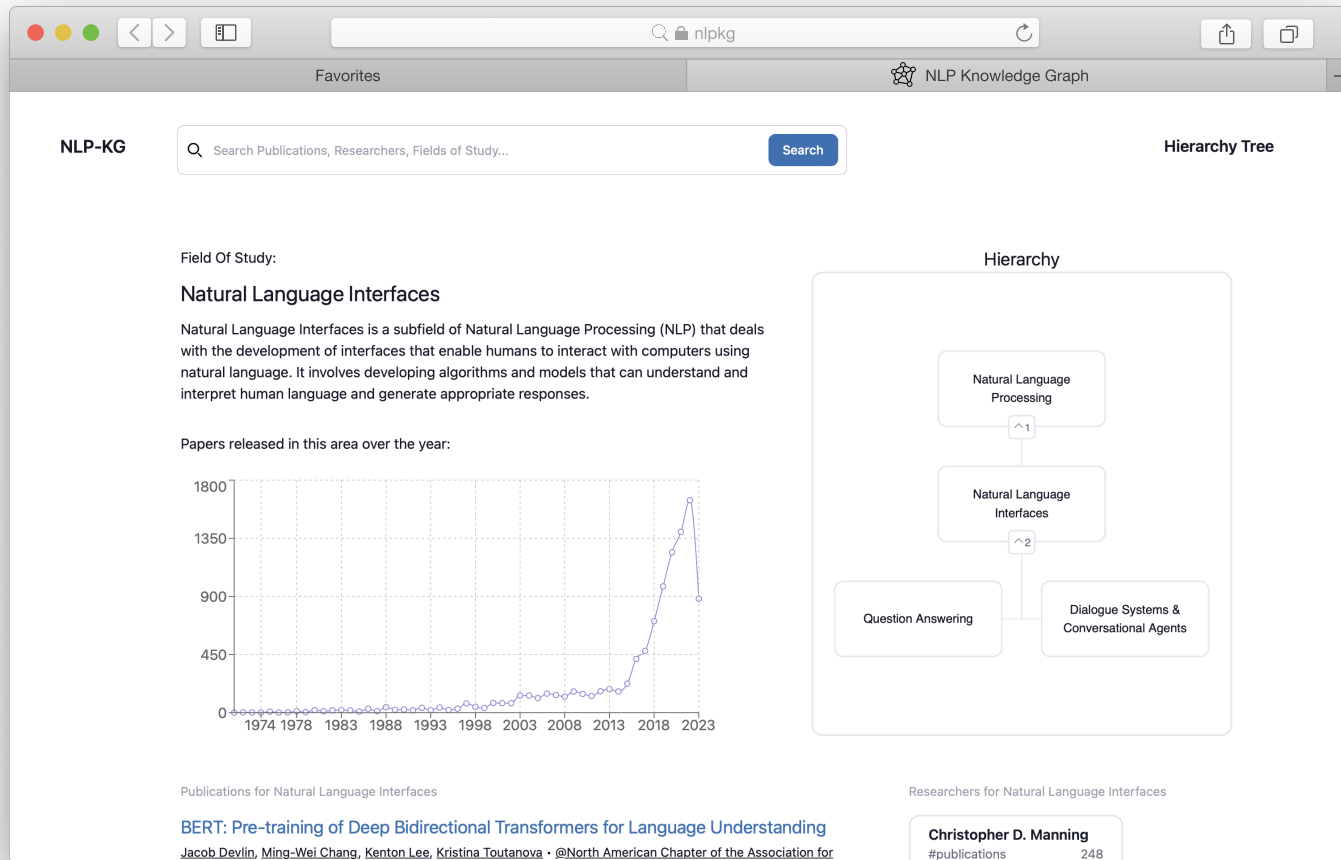 nlpkg
Favorites
NLP Knowledge Graph
NLP-KG
Search Publications, Researchers, Fields of Study...
Search
Hierarchy Tree
Field Of Study:
Natural Language Interfaces
Natural Language Interfaces is a subfield of Natural Language Processing (NLP) that deals
with the development of interfaces that enable humans to interact with computers using
natural language. It involves developing algorithms and models that can understand and
interpret human language and generate appropriate responses.
Papers released in this area over the year:
1800
1350
900
450
0
1974 1978 1983 1988 1993 1998 2003 2008 2013 2018 2023
Hierarchy
Natural Language
Processing
^1
Natural Language
Interfaces
^2
Question Answering
Dialogue Systems &
Conversational Agents
Publications for Natural Language Interfaces
BERT: Pre-training of Deep Bidirectional Transformers for Language Understanding
Jacob Devlin, Ming-Wei Chang, Kenton Lee, Kristina Toutanova • @North American Chapter of the Association for
Researchers for Natural Language Interfaces
Christopher D. Manning
#publications 248